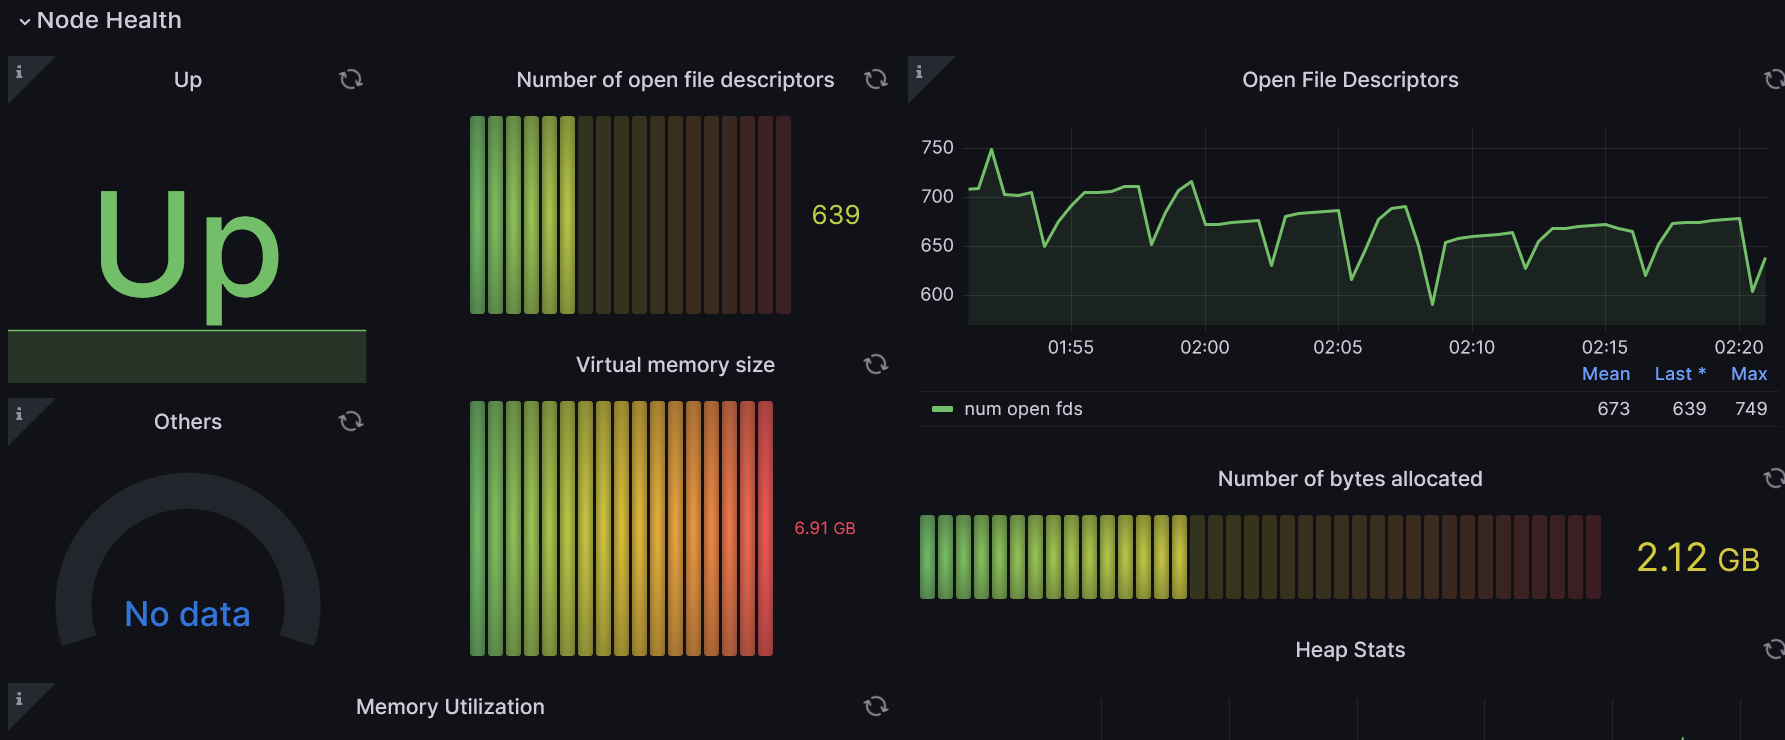 Node Health
Up
Up
Number of open file descriptors
639
Virtual memory size
6.91 GB
Others
No data
Memory Utilization
Open File Descriptors
750
700
650
600
01:55 02:00 02:05 02:10 02:15 02:20
Mean Last * Max
num open fds 673 639 749
Number of bytes allocated
2.12 GB
Heap Stats